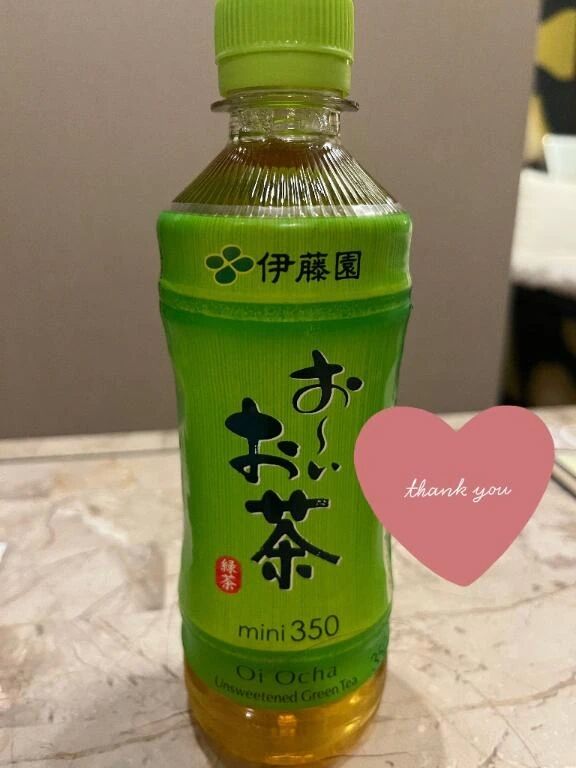 伊藤園
お～い
お茶
緑茶
mini 350
Oi Ocha
Unsweetened Green Tea
thank you